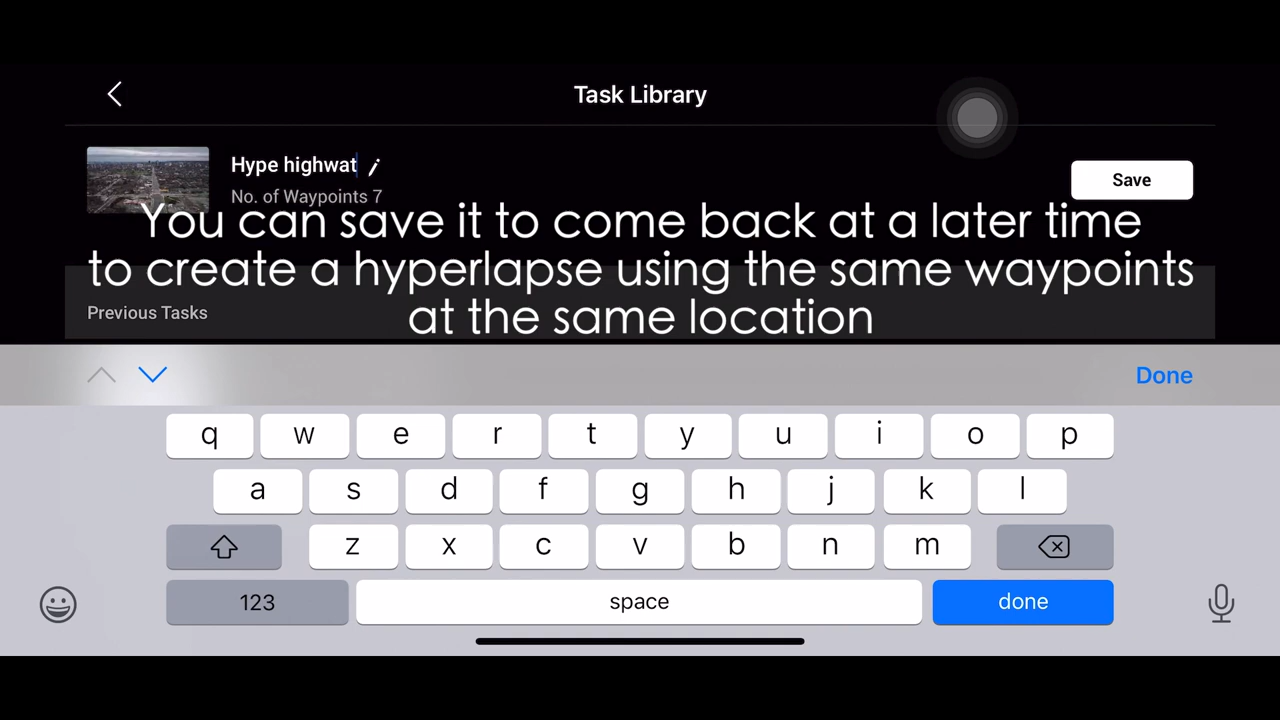 Task Library
Hype highwat
No. of Waypoints 7
Save
You can save it to come back at a later time
to create a hyperlapse using the same waypoints
at the same location
Previous Tasks
Done
q w e r t y u i o p
a s d f g h j k l
z x c v b n m
123 space done